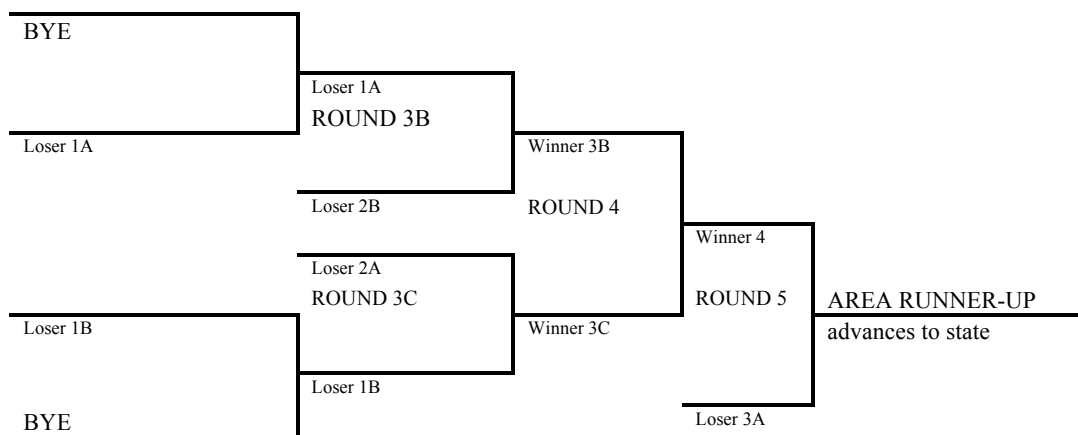 BYE
Loser 1A
Loser 1A
ROUND 3B
Loser 2B
Winner 3B
ROUND 4
Loser 2A
ROUND 3C
Loser 1B
Loser 1B
BYE
Winner 3C
Winner 4
ROUND 5
Loser 3A
AREA RUNNER-UP
advances to state